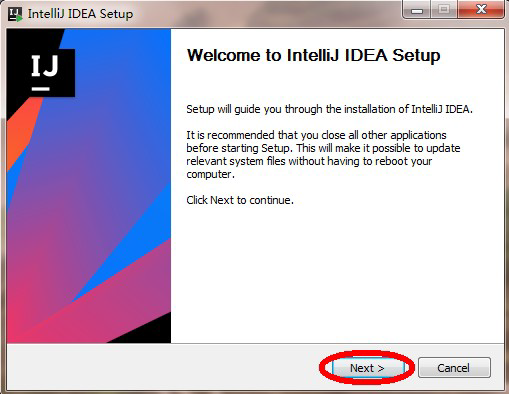 IntelliJ IDEA Setup
IJ
Welcome to IntelliJ IDEA Setup
Setup will guide you through the installation of IntelliJ IDEA.
It is recommended that you close all other applications
before starting Setup. This will make it possible to update
relevant system files without having to reboot your
computer.
Click Next to continue.
Next >
Cancel